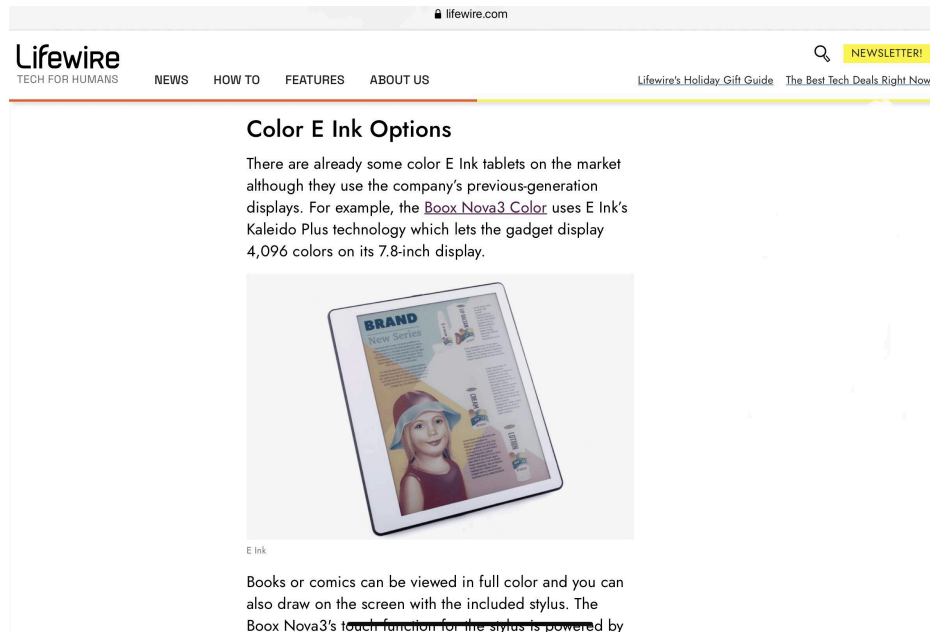 lifewire.com
Lifewire
TECH FOR HUMANS
NEWS
HOW TO
FEATURES
ABOUT US
NEWSLETTER!
Lifewire's Holiday Gift Guide
The Best Tech Deals Right Now
Color E Ink Options
There are already some color E Ink tablets on the market
although they use the company's previous-generation
displays. For example, the Boox Nova3 Color uses E Ink's
Kaleido Plus technology which lets the gadget display
4,096 colors on its 7.8-inch display.
BRAND
New Series
CREAM
LOTION
E Ink
Books or comics can be viewed in full color and you can
also draw on the screen with the included stylus. The
Boox Nova3's touch function for the stylus is powered by